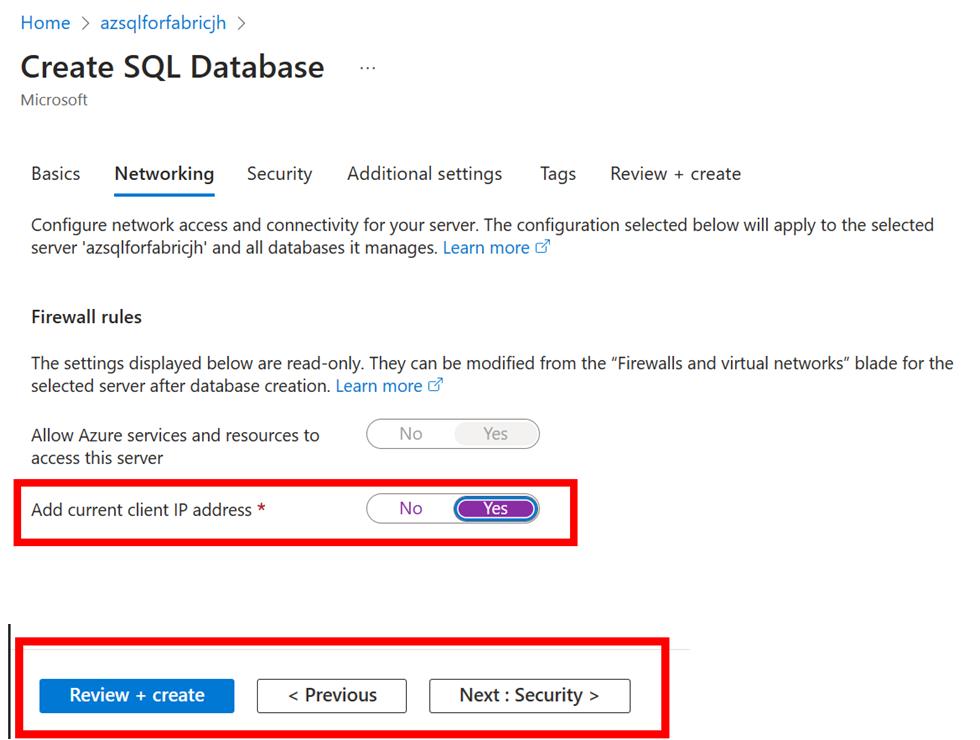 Home > azsqlforfabricjh >
Create SQL Database ...
Microsoft
Basics Networking Security Additional settings Tags Review + create
Configure network access and connectivity for your server. The configuration selected below will apply to the selected
server 'azsqlforfabricjh' and all databases it manages. Learn more
Firewall rules
The settings displayed below are read-only. They can be modified from the “Firewalls and virtual networks” blade for the
selected server after database creation. Learn more
Allow Azure services and resources to
access this server
No Yes
Add current client IP address * No Yes
Review + create < Previous Next : Security >